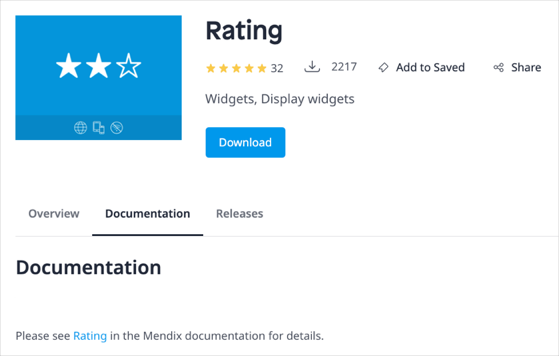 Rating
32 2217 Add to Saved Share
Widgets, Display widgets
Download
Overview Documentation Releases
Documentation
Please see Rating in the Mendix documentation for details.